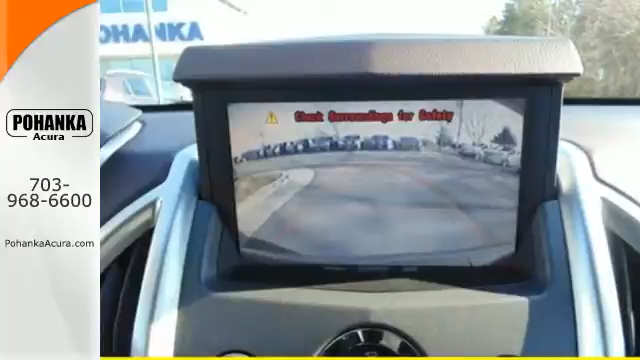 POHANKA
Acura
703-
968-6600
PohankaAcura.com
POHANKA
Check Surroundings for Safety